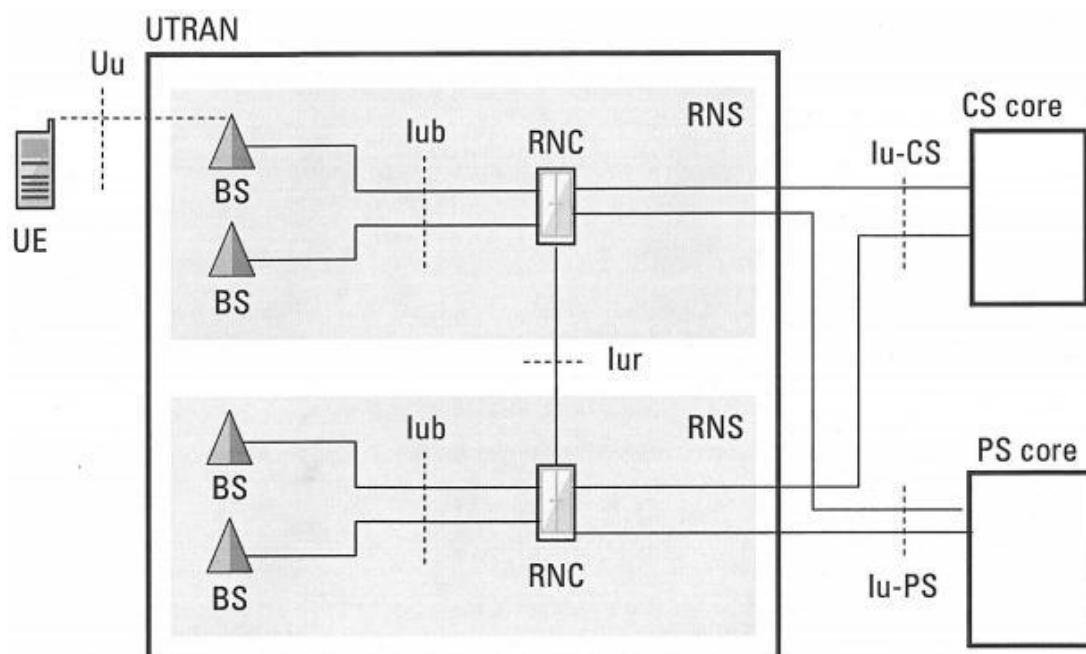 UTRAN
Uu
RNS
CS core
Iub
RNC
Iu-CS
BS
UE
BS
Iur
Iub
RNS
PS core
BS
BS
RNC
Iu-PS